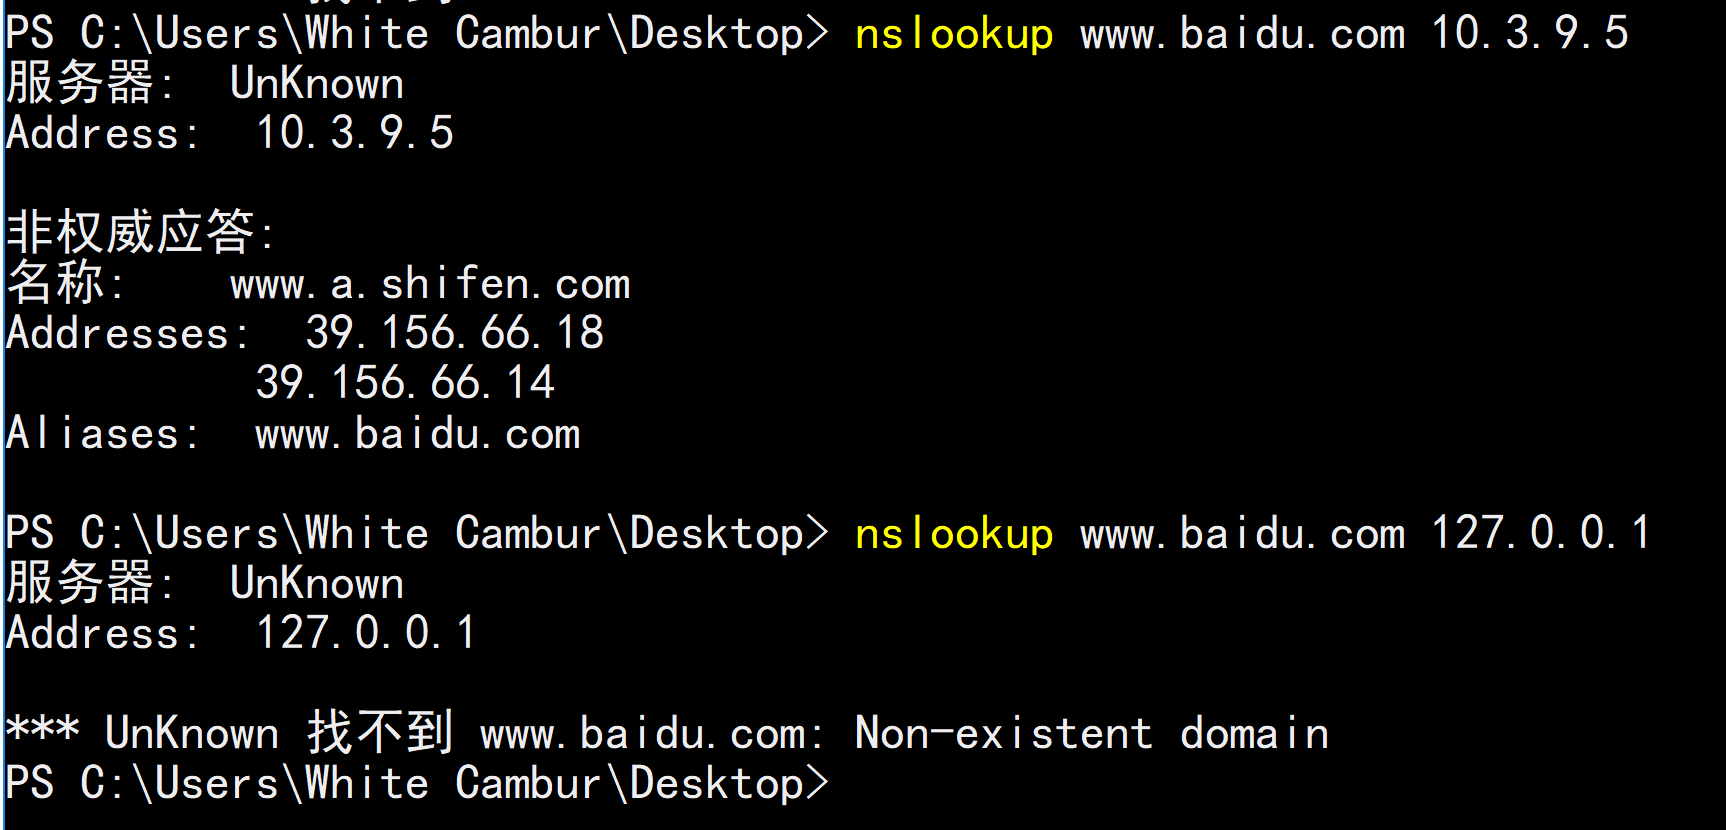 PS C:\Users\White Cambur\Desktop> nslookup www.baidu.com 10.3.9.5
服务器:  UnKnown
Address:  10.3.9.5
非权威应答:
名称:    www.a.shifen.com
Addresses:  39.156.66.18
39.156.66.14
Aliases:  www.baidu.com
PS C:\Users\White Cambur\Desktop> nslookup www.baidu.com 127.0.0.1
服务器:  UnKnown
Address:  127.0.0.1
*** UnKnown 找不到 www.baidu.com: Non-existent domain
PS C:\Users\White Cambur\Desktop>